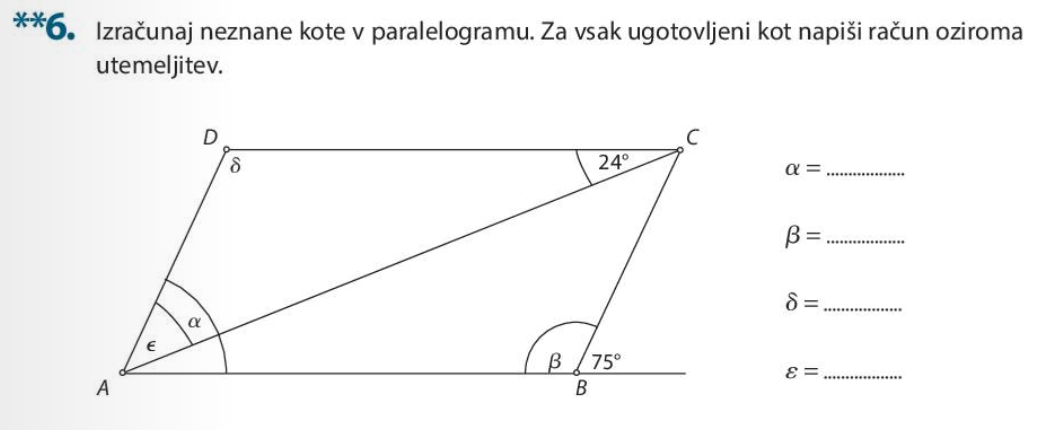 **6. Izračunaj neznane kote v paralelogramu. Za vsak ugotovljeni kot napiši račun oziroma
utemeljitev.
D
C
δ
24°
α = ..................
β = ..................
δ = ..................
α
ϵ
β
75°
ε = ..................
A
B